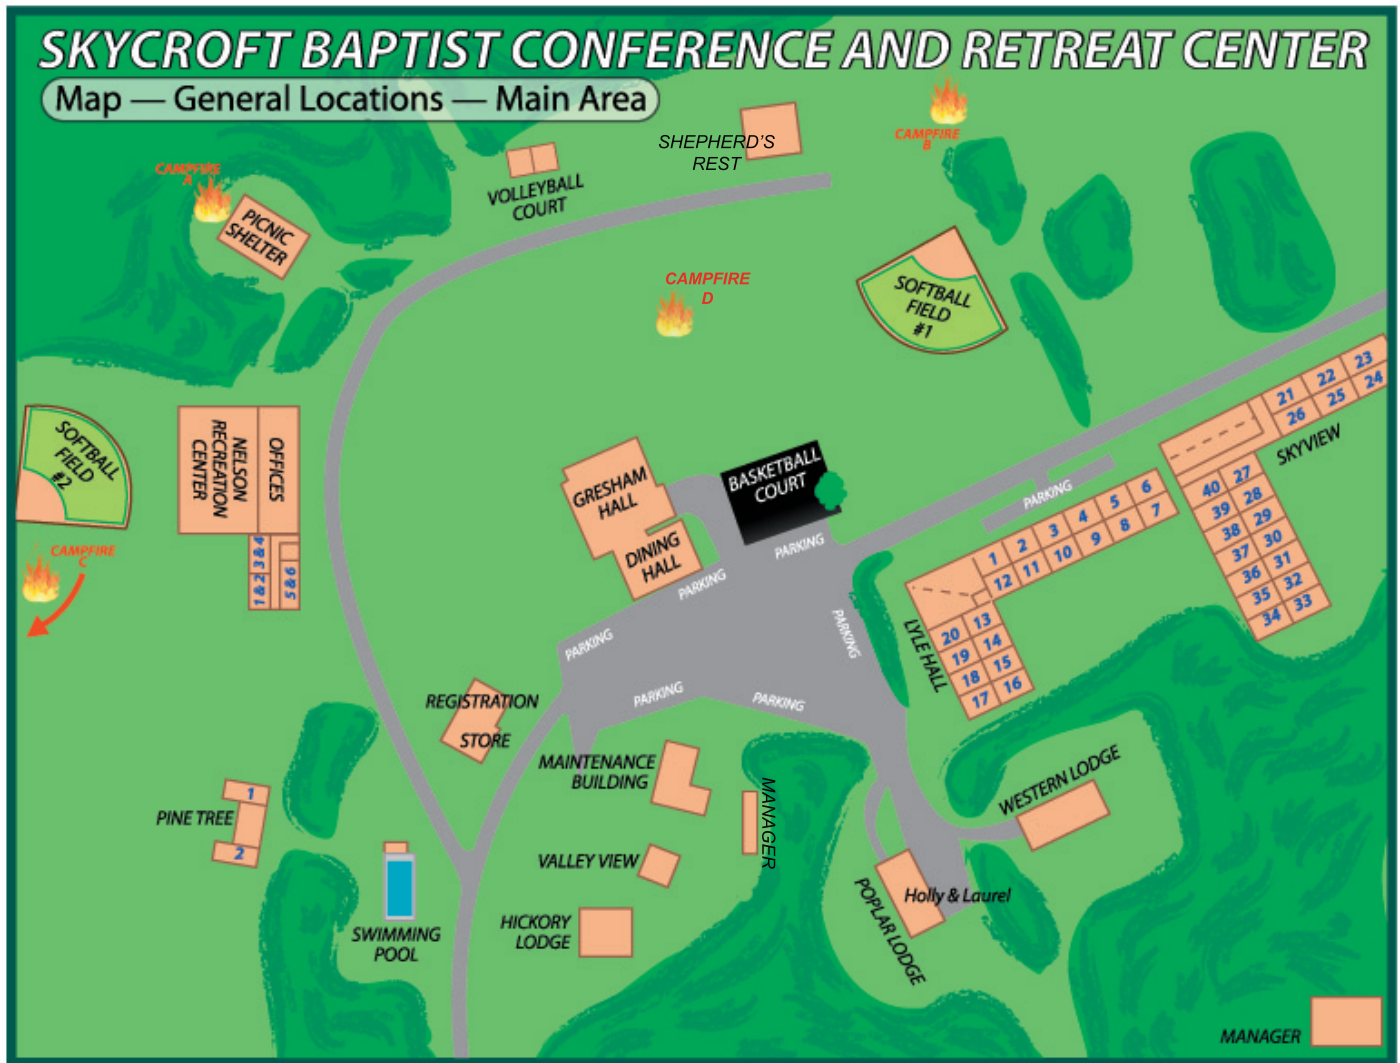 SKYCROFT BAPTIST CONFERENCE AND RETREAT CENTER
Map — General Locations — Main Area
CAMPFIRE
A
PICNIC
SHELTER
VOLLEYBALL
COURT
SHEPHERD'S
REST
CAMPFIRE
B
CAMPFIRE
D
SOFTBALL
FIELD
#1
SOFTBALL
FIELD
#2
NELSON
RECREATION
CENTER
OFFICES
1 & 2
3 & 4
5 & 6
CAMPFIRE
C
GRESHAM
HALL
DINING
HALL
BASKETBALL
COURT
PARKING
PARKING
PARKING
PARKING
PARKING
PARKING
PARKING
1
2
3
4
5
6
7
8
9
10
11
12
13
14
15
16
17
18
19
20
LYLE HALL
21
22
23
24
25
26
SKYVIEW
27
28
29
30
31
32
33
34
35
36
37
38
39
40
REGISTRATION
STORE
MAINTENANCE
BUILDING
MANAGER
VALLEY VIEW
HICKORY
LODGE
PINE TREE
1
2
SWIMMING
POOL
WESTERN LODGE
POPLAR LODGE
Holly & Laurel
MANAGER